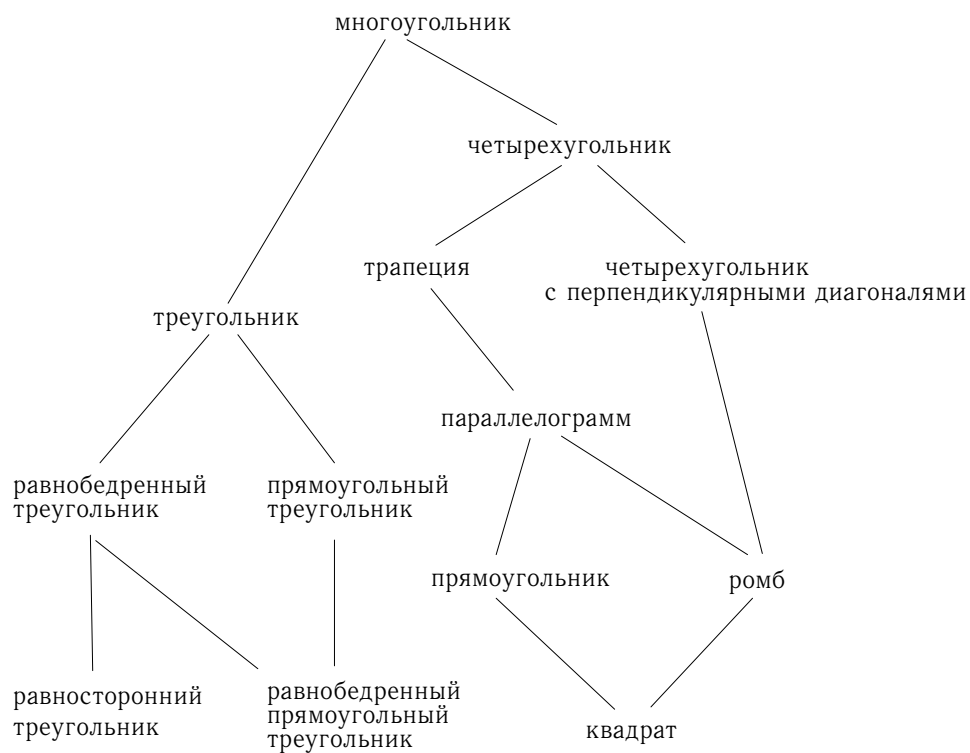 многоугольник
четырехугольник
трапеция
четырехугольник
с перпендикулярными диагоналями
треугольник
параллелограмм
равнобедренный
треугольник
прямоугольный
треугольник
прямоугольник
ромб
равносторонний
треугольник
равнобедренный
прямоугольный
треугольник
квадрат